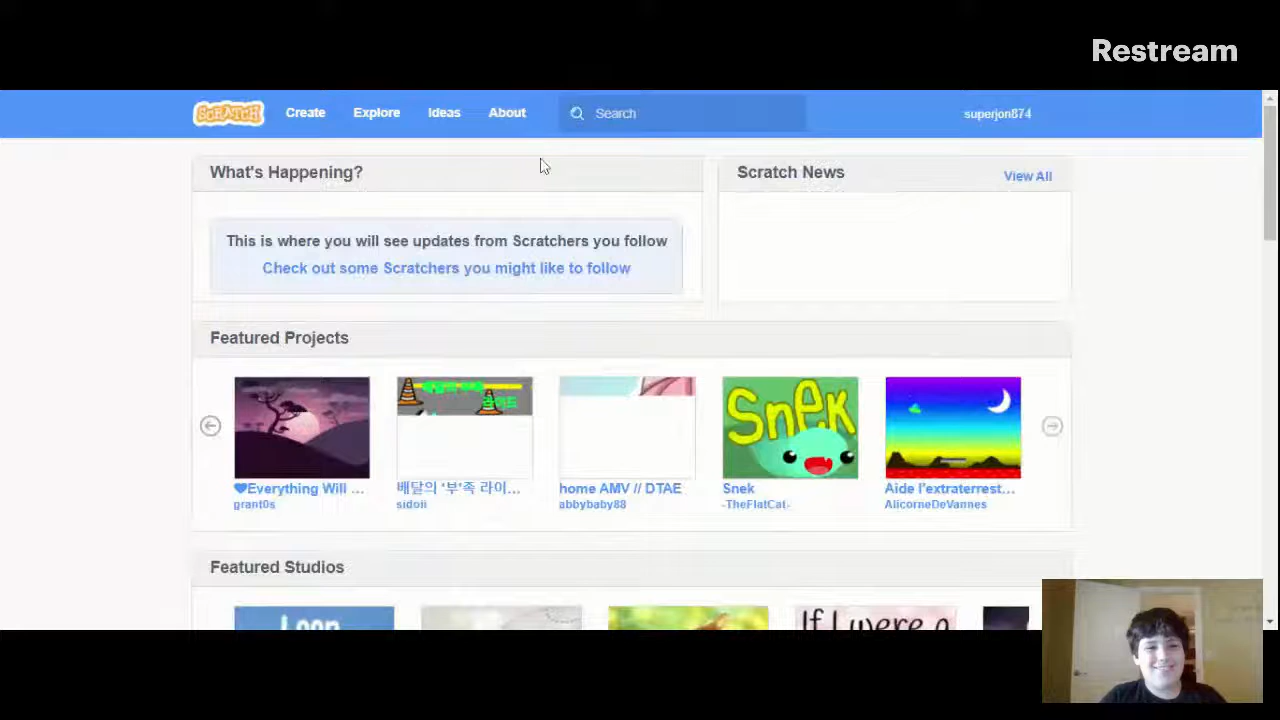 Restream
SCRATCH
Create
Explore
Ideas
About
Search
superjon874
What's Happening?
Scratch News
View All
This is where you will see updates from Scratchers you follow
Check out some Scratchers you might like to follow
Featured Projects
Snek
❤Everything Will ...
배달의 '부'족 라이...
home AMV // DTAE
Snek
Aide l'extraterrest...
grant0s
sidoli
abbybaby88
-TheFlatCat-
AlicorneDeVannes
Featured Studios
If I were a